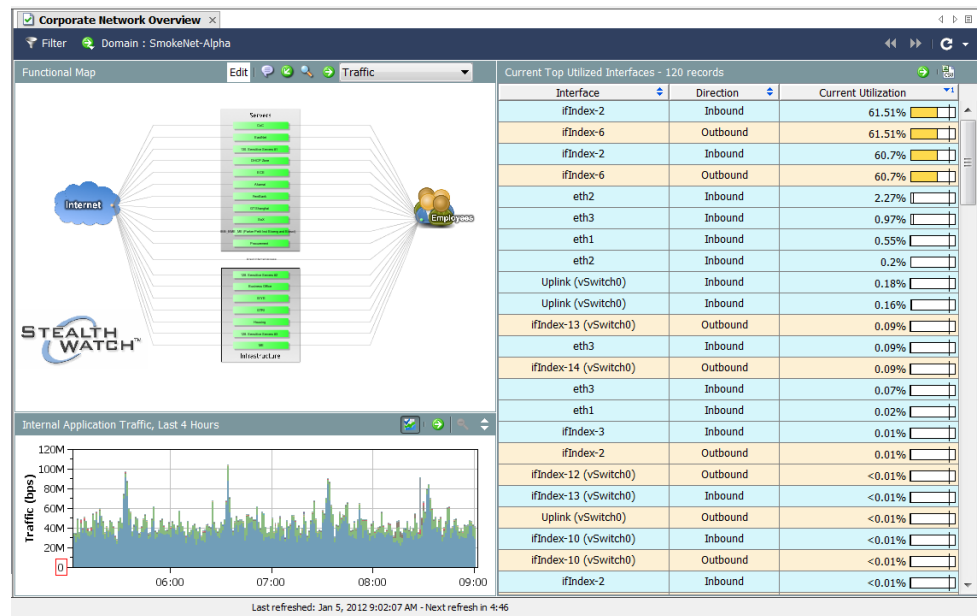 Corporate Network Overview
Filter Domain : SmokeNet-Alpha
Functional Map Edit Traffic
Servers
Internet
Employees
Procurement
Infrastructure
STEALTH
WATCH™
Internal Application Traffic, Last 4 Hours
120M
100M
80M
60M
40M
20M
0
Traffic (bps)
06:00 07:00 08:00 09:00
Current Top Utilized Interfaces - 120 records
Interface Direction Current Utilization 1
ifIndex-2 Inbound 61.51%
ifIndex-6 Outbound 61.51%
ifIndex-2 Inbound 60.7%
ifIndex-6 Outbound 60.7%
eth2 Inbound 2.27%
eth3 Inbound 0.97%
eth1 Inbound 0.55%
eth2 Inbound 0.2%
Uplink (vSwitch0) Inbound 0.18%
Uplink (vSwitch0) Inbound 0.16%
ifIndex-13 (vSwitch0) Outbound 0.09%
eth3 Inbound 0.09%
ifIndex-14 (vSwitch0) Outbound 0.09%
eth3 Inbound 0.07%
eth1 Inbound 0.02%
ifIndex-3 Inbound 0.01%
ifIndex-2 Outbound 0.01%
ifIndex-12 (vSwitch0) Outbound <0.01%
ifIndex-13 (vSwitch0) Inbound <0.01%
Uplink (vSwitch0) Outbound <0.01%
ifIndex-10 (vSwitch0) Inbound <0.01%
ifIndex-10 (vSwitch0) Outbound <0.01%
ifIndex-2 Inbound <0.01%
Last refreshed: Jan 5, 2012 9:02:07 AM - Next refresh in 4:46